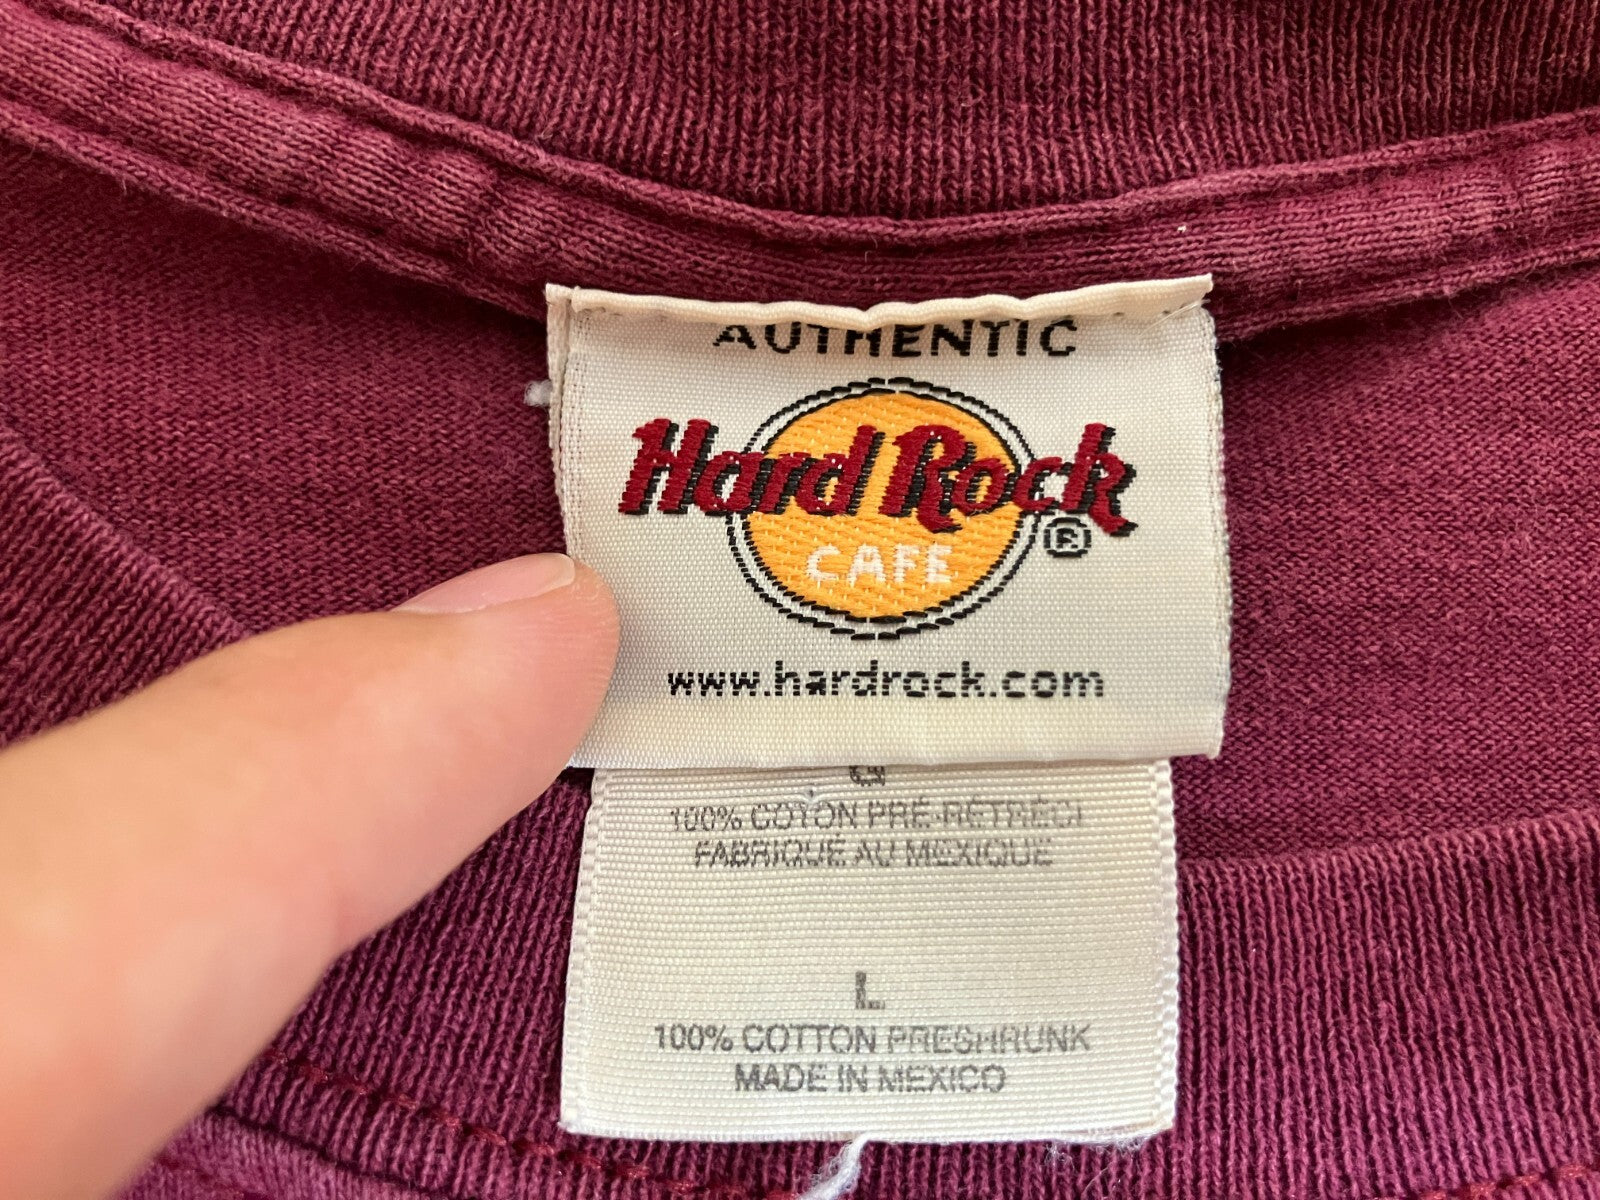 AUTHENTIC
Hard Rock
CAFE
®
www.hardrock.com
G
100% COTON PRÉ-RÉTRÉCI
FABRIQUÉ AU MEXIQUE
L
100% COTTON PRESHRUNK
MADE IN MEXICO